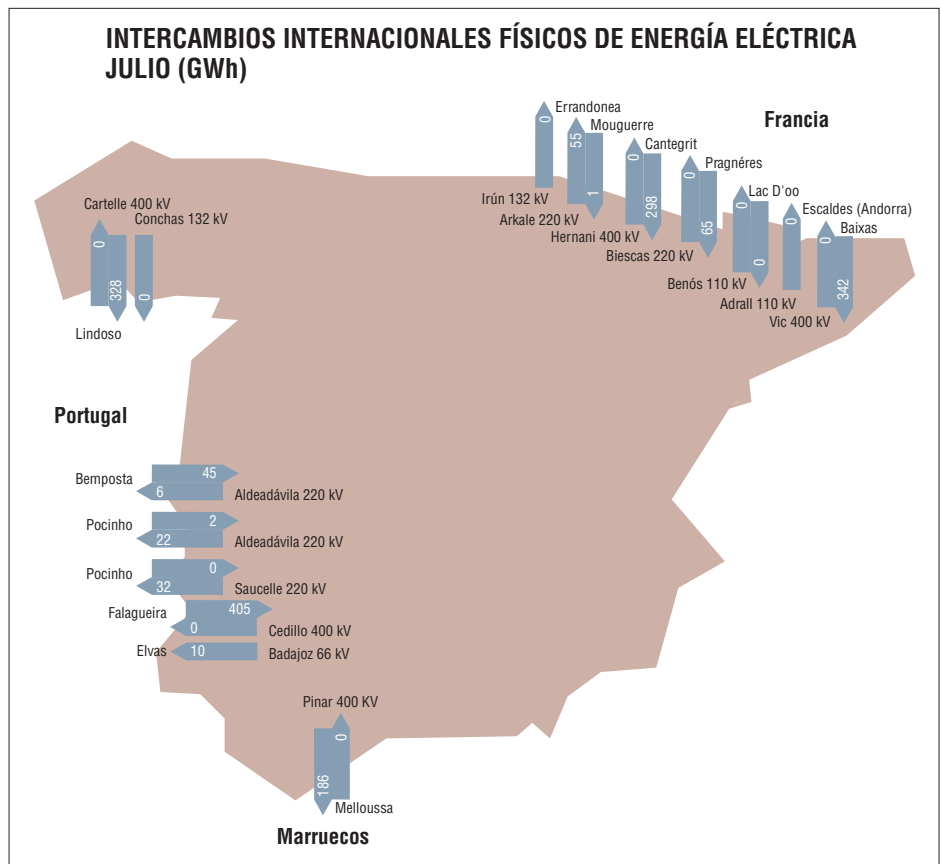 INTERCAMBIOS INTERNACIONALES FÍSICOS DE ENERGÍA ELÉCTRICA
JULIO (GWh)
Francia
0
Errandonea
Irún 132 kV
55
Mouguerre
1
Arkale 220 kV
0
Cantegrit
298
Hernani 400 kV
0
Pragnéres
65
Biescas 220 kV
0
Lac D'oo
0
Benós 110 kV
0
Escaldes (Andorra)
Adrall 110 kV
0
Baixas
342
Vic 400 kV
Cartelle 400 kV
Conchas 132 kV
0
328
0
Lindoso
Portugal
Bemposta
45
6
Aldeadávila 220 kV
Pocinho
2
22
Aldeadávila 220 kV
Pocinho
0
32
Saucelle 220 kV
Falagueira
405
0
Cedillo 400 kV
Elvas
10
Badajoz 66 kV
Pinar 400 KV
0
186
Melloussa
Marruecos